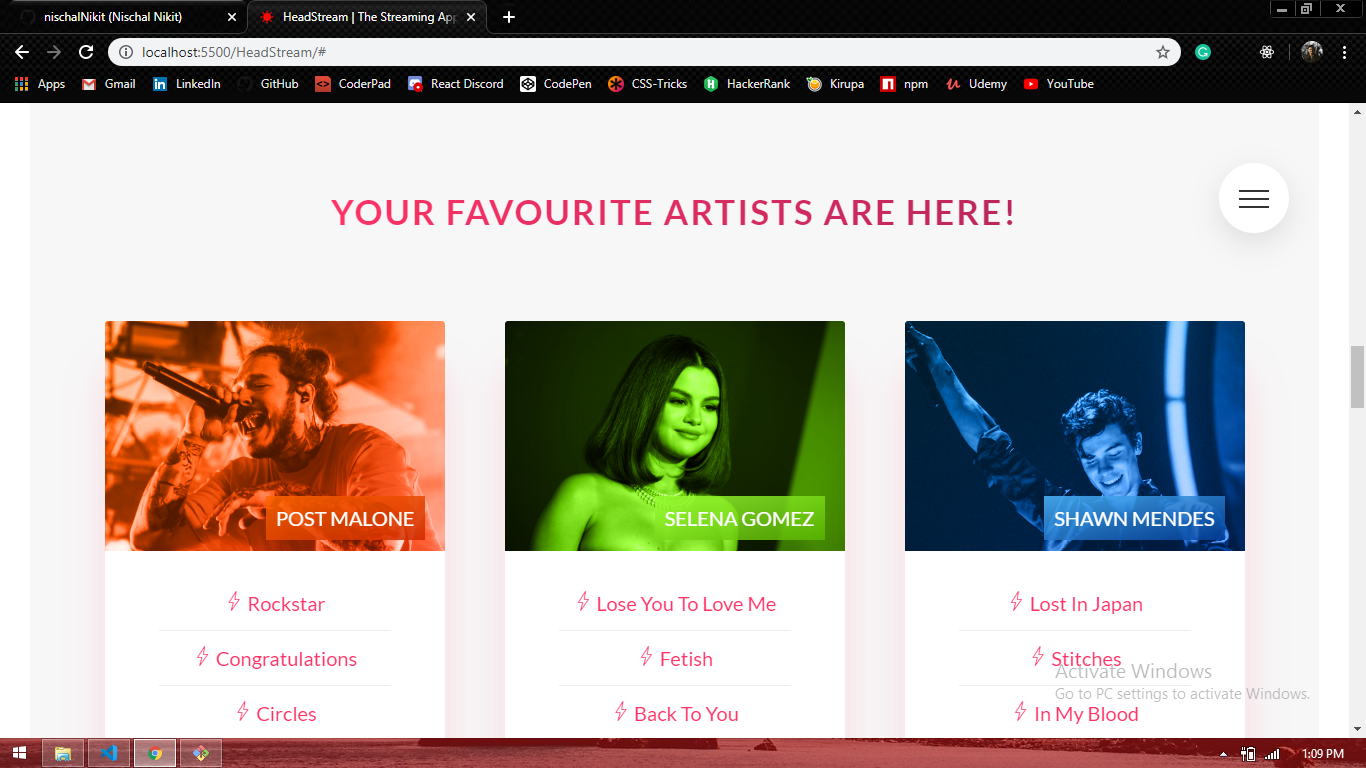 nischalNikit (Nischal Nikit)
HeadStream | The Streaming App
localhost:5500/HeadStream/#
Apps
Gmail
LinkedIn
GitHub
CoderPad
React Discord
CodePen
CSS-Tricks
HackerRank
Kirupa
npm
Udemy
YouTube
YOUR FAVOURITE ARTISTS ARE HERE!
POST MALONE
SELENA GOMEZ
SHAWN MENDES
Rockstar
Lose You To Love Me
Lost In Japan
Congratulations
Fetish
Stitches
Activate Windows
Go to PC settings to activate Windows.
Circles
Back To You
In My Blood
1:09 PM